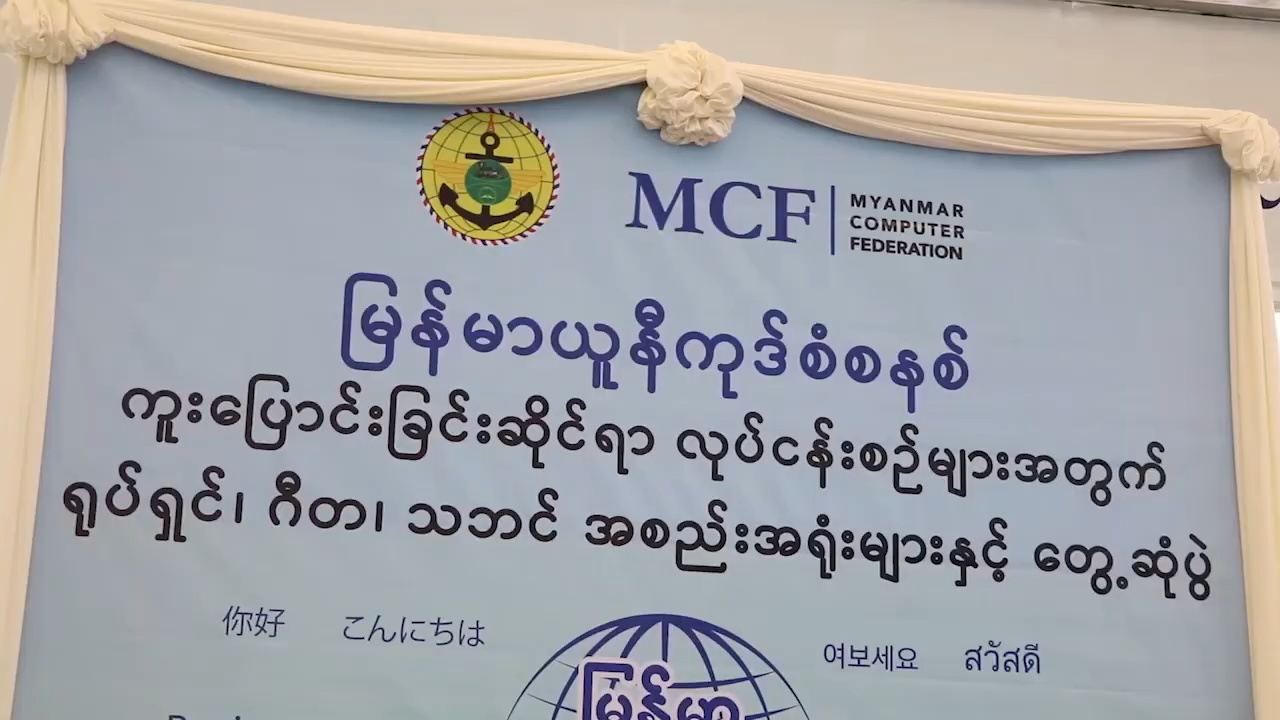 MCF
MYANMAR
COMPUTER
FEDERATION
မြန်မာယူနီကုဒ်စံစနစ်
ကူးပြောင်းခြင်းဆိုင်ရာ လုပ်ငန်းစဉ်များအတွက်
ရုပ်ရှင်၊ ဂီတ၊ သဘင် အစည်းအရုံးများနှင့် တွေ့ဆုံပွဲ
你好 こんにちは 여보세요 สวัสดี
မြန်မာ